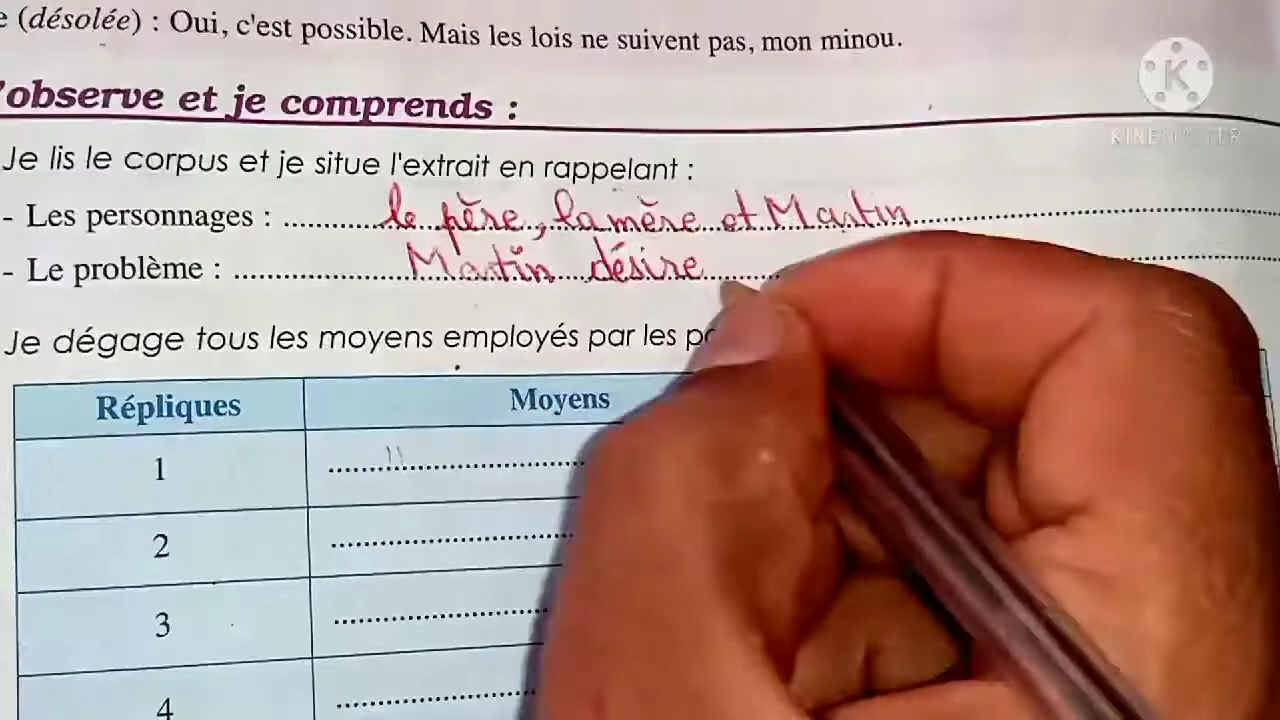 e (désolée) : Oui, c'est possible. Mais les lois ne suivent pas, mon minou.
'observe et je comprends :
Je lis le corpus et je situe l'extrait en rappelant :
- Les personnages : le père, la mère et Martin
- Le problème : Martin désire
Je dégage tous les moyens employés par les
Répliques Moyens
1
2
3
4
K
KINEMASTER